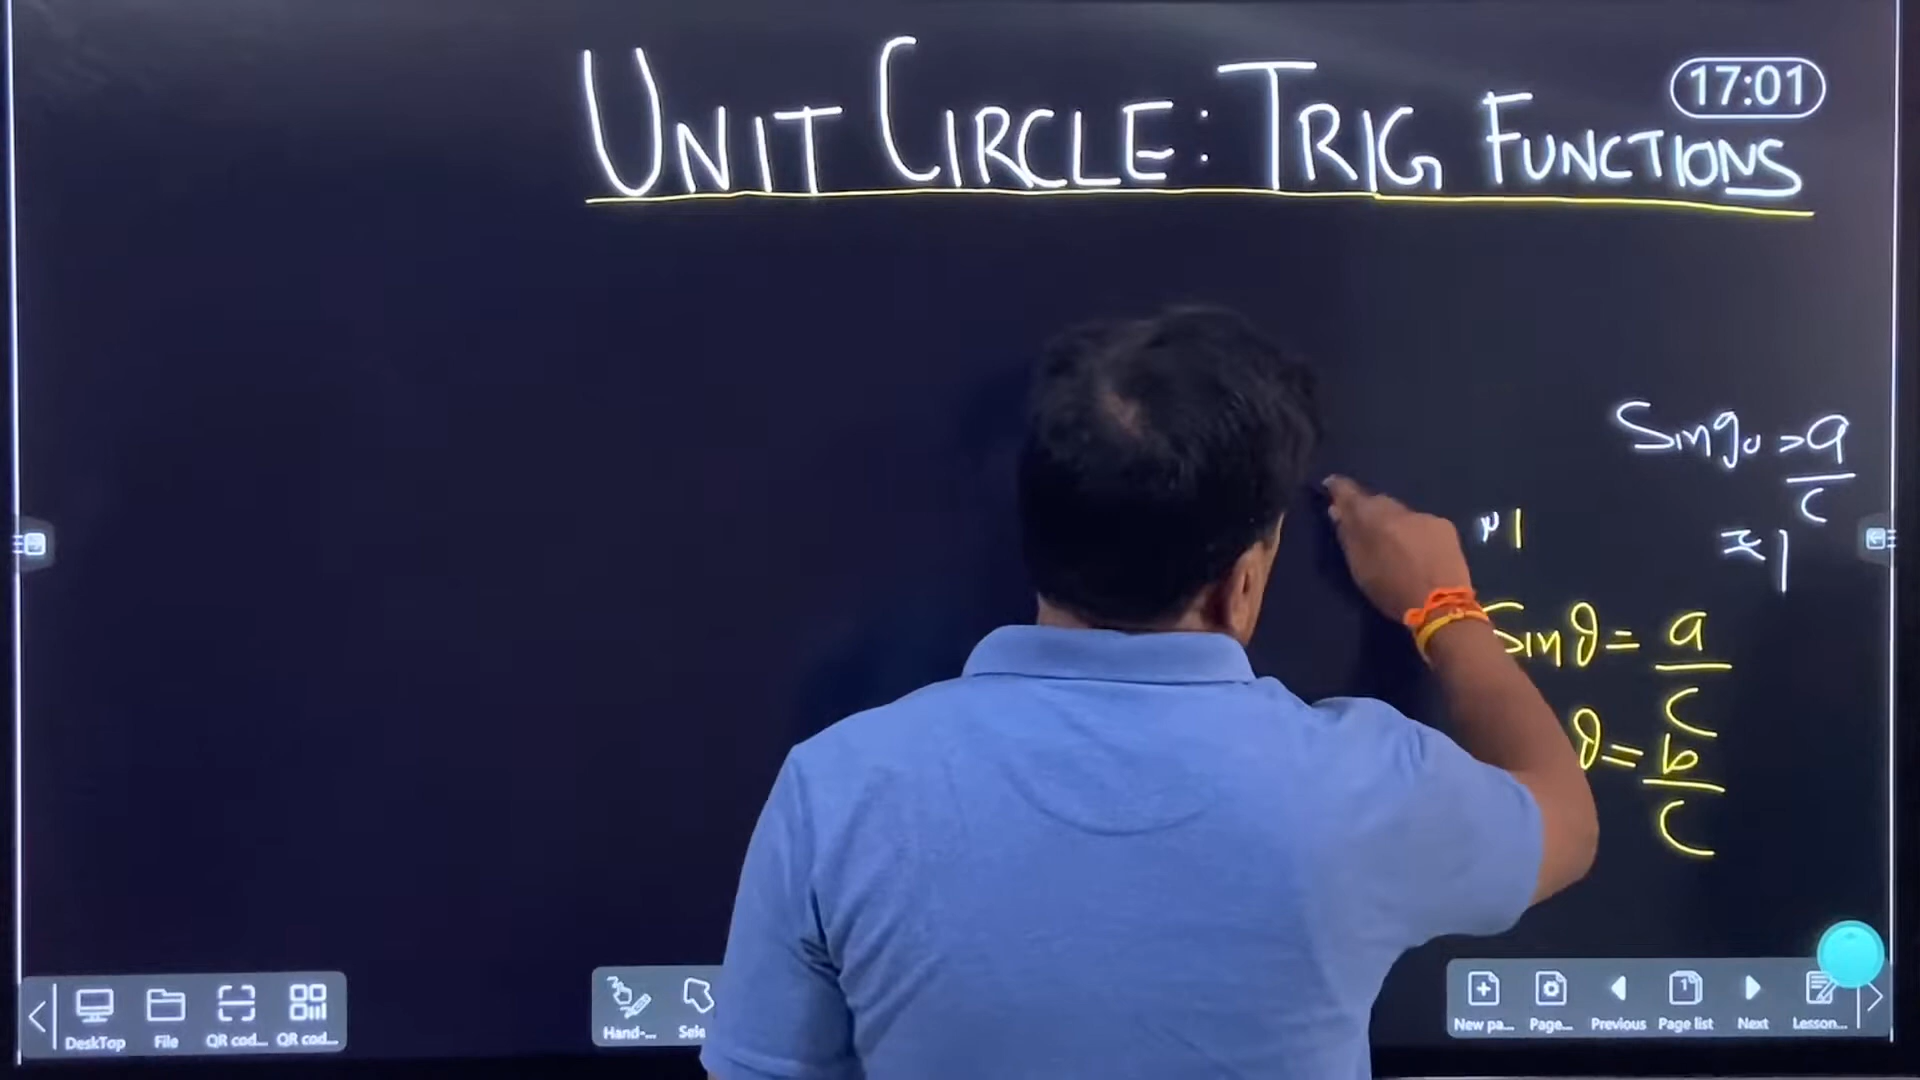 UNIT CIRCLE: TRIG FUNCTIONS
17:01
Sin90 = a/c
= 1
1
Sinθ = a/c
θ = b/c
DeskTop
File
QR cod...
QR cod...
Hand-...
Sele
New pa...
Page...
Previous
Page list
Next
Lesson...